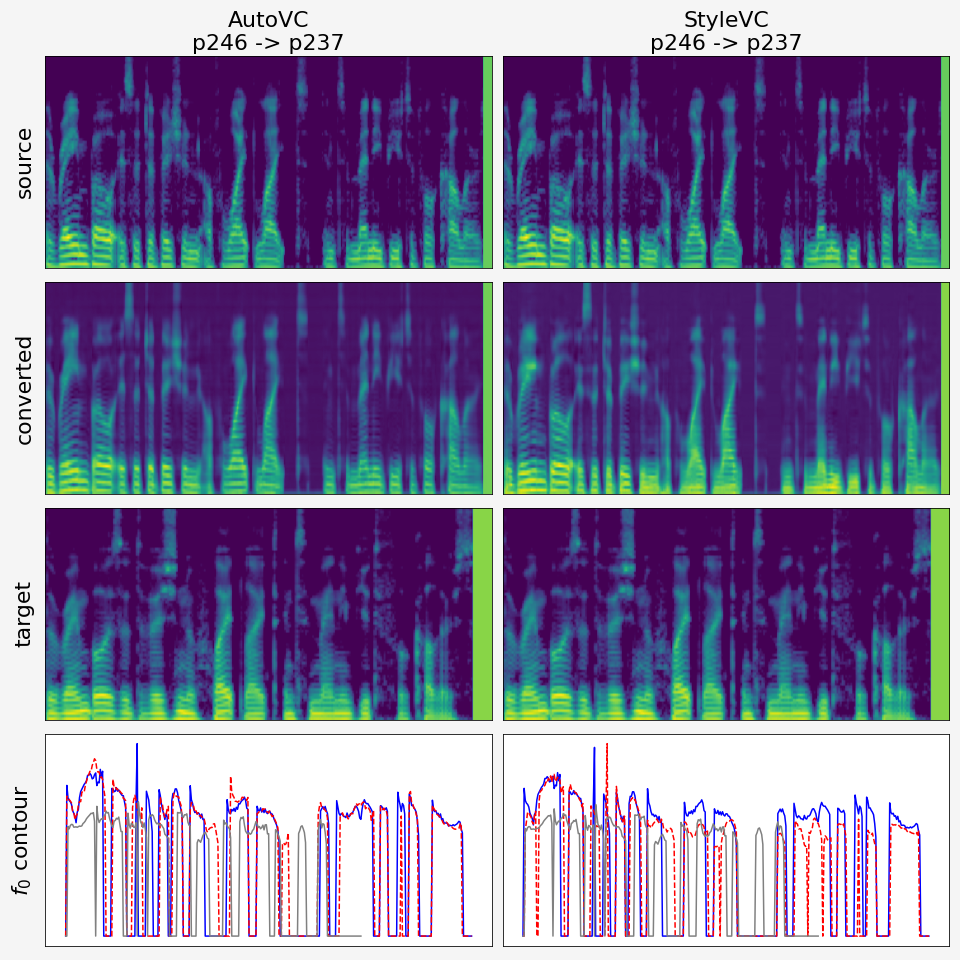 AutoVC
p246 -> p237
StyleVC
p246 -> p237
source
converted
target
f0 contour